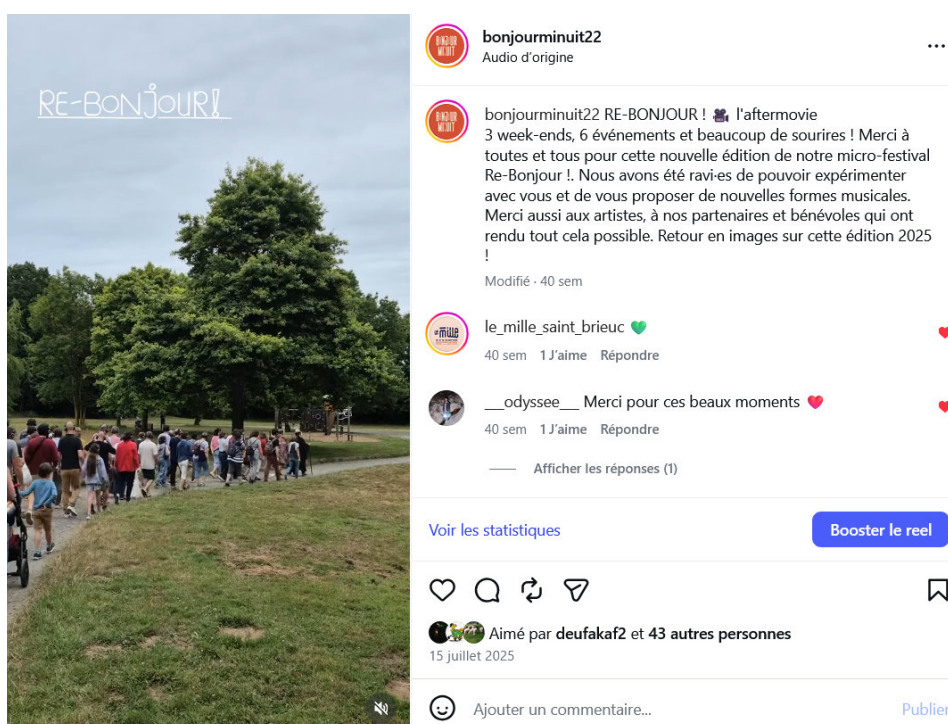 RE-BONJOUR!
BONJOUR
MINUIT
bonjourminuit22
Audio d'origine
BONJOUR
MINUIT
bonjourminuit22 RE-BONJOUR ! 🎥 l'aftermovie
3 week-ends, 6 événements et beaucoup de sourires ! Merci à
toutes et tous pour cette nouvelle édition de notre micro-festival
Re-Bonjour !. Nous avons été ravi·es de pouvoir expérimenter
avec vous et de vous proposer de nouvelles formes musicales.
Merci aussi aux artistes, à nos partenaires et bénévoles qui ont
rendu tout cela possible. Retour en images sur cette édition 2025
!
Modifié · 40 sem
le mille
le_mille_saint_brieuc 💚
40 sem 1 J'aime Répondre
__odyssee__ Merci pour ces beaux moments ❤️
40 sem 1 J'aime Répondre
Afficher les réponses (1)
Voir les statistiques
Booster le reel
Aimé par deufakaf2 et 43 autres personnes
15 juillet 2025
Ajouter un commentaire...
Publier